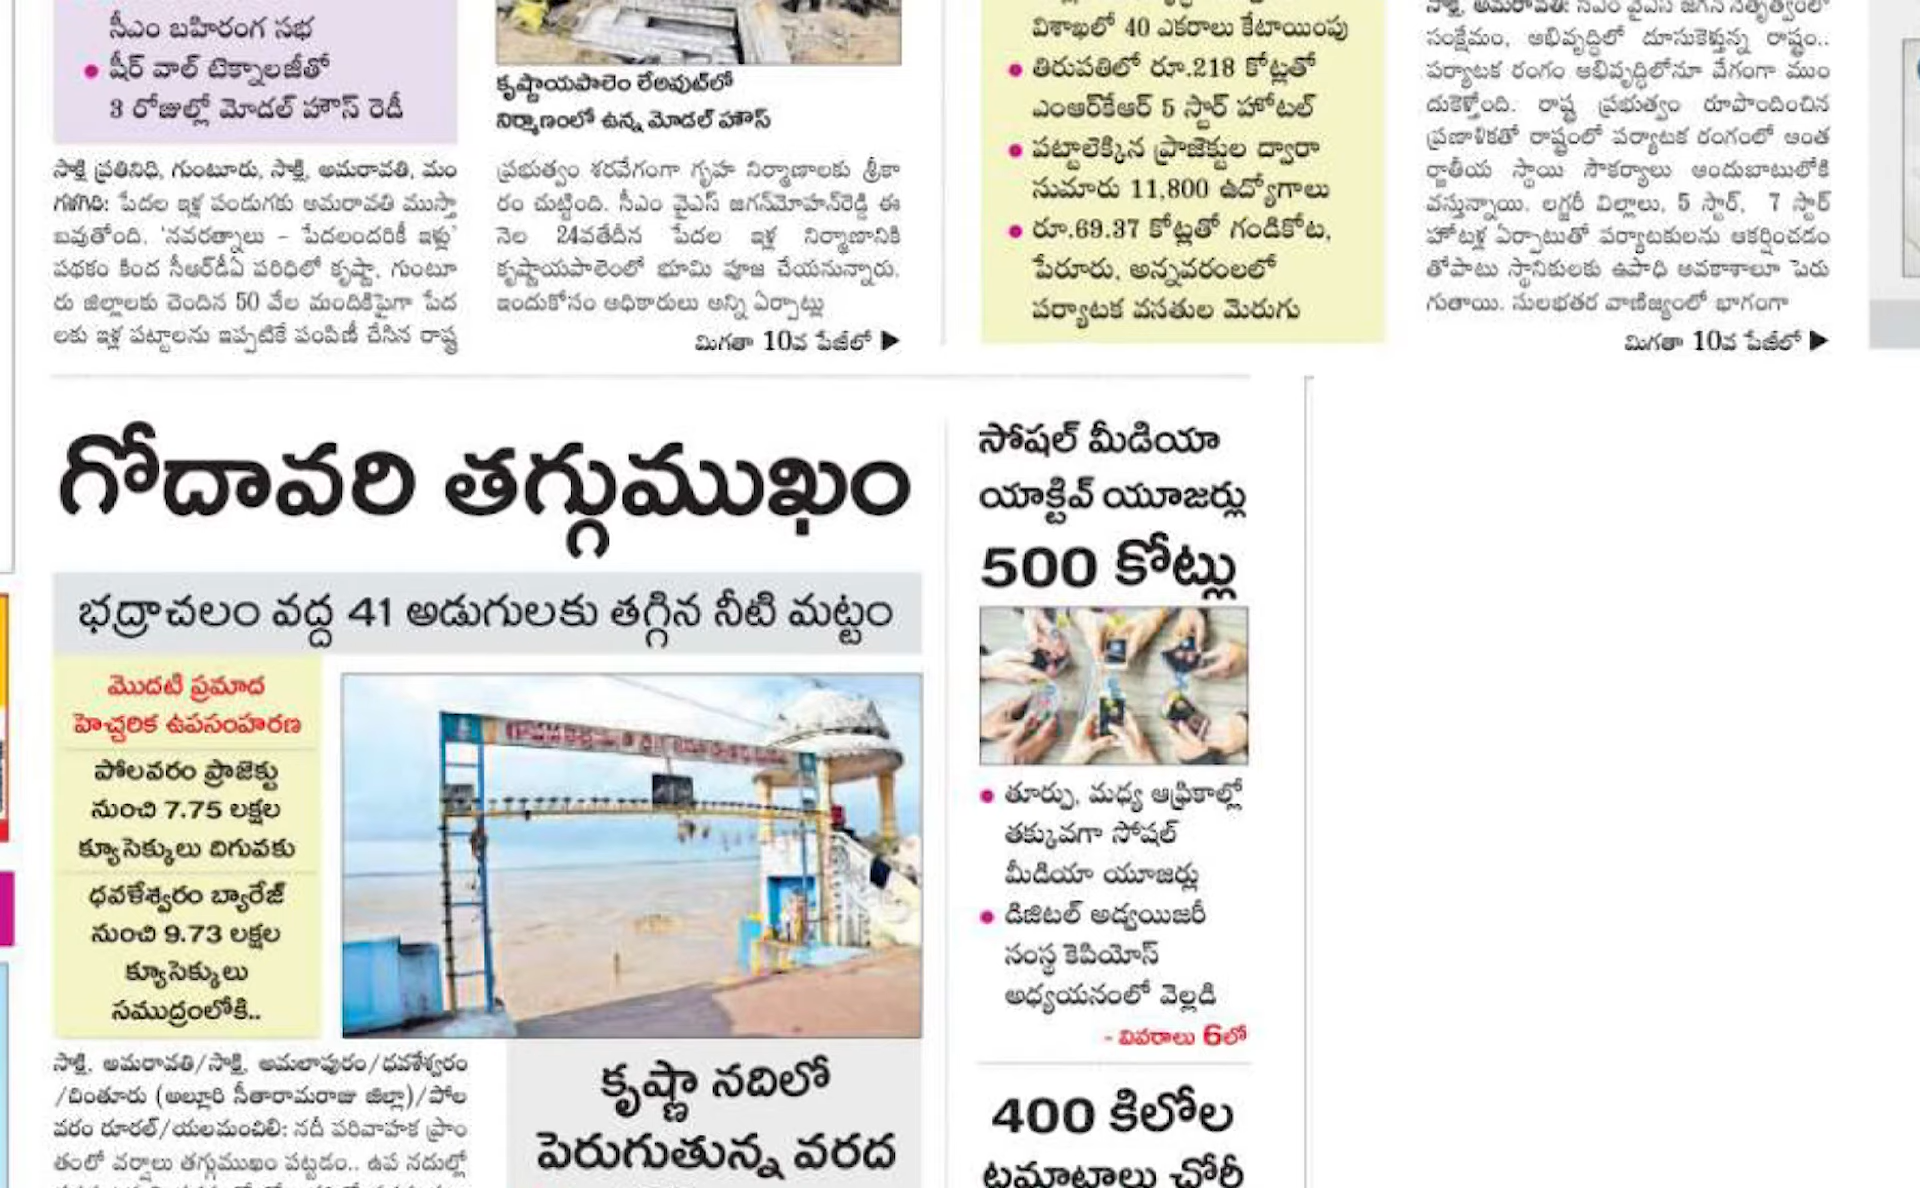 సీఎం బహిరంగ సభ
● షీర్ వాల్ టెక్నాలజీతో
3 రోజుల్లో మోడల్ హౌస్ రెడీ
సాక్షి ప్రతినిధి, గుంటూరు, సాక్షి, అమరావతి, మం
గళగిరి: పేదల ఇళ్ల పండుగకు అమరావతి ముస్తా
బవుతోంది. ‘నవరత్నాలు – పేదలందరికీ ఇళ్లు’
పథకం కింద సీఆర్‌డీఏ పరిధిలో కృష్ణా, గుంటూ
రు జిల్లాలకు చెందిన 50 వేల మందికిపైగా పేద
లకు ఇళ్ల పట్టాలను ఇప్పటికే పంపిణీ చేసిన రాష్ట్ర
కృష్ణాయపాలెం లేఅవుట్‌లో
నిర్మాణంలో ఉన్న మోడల్ హౌస్
ప్రభుత్వం శరవేగంగా గృహ నిర్మాణాలకు శ్రీకా
రం చుట్టింది. సీఎం వైఎస్ జగన్‌మోహన్‌రెడ్డి ఈ
నెల 24వతేదీన పేదల ఇళ్ల నిర్మాణానికి
కృష్ణాయపాలెంలో భూమి పూజ చేయనున్నారు.
ఇందుకోసం అధికారులు అన్ని ఏర్పాట్లు
మిగతా 10వ పేజీలో ▶
విశాఖలో 40 ఎకరాలు కేటాయింపు
● తిరుపతిలో రూ.218 కోట్లతో
ఎంఆర్‌కేఆర్ 5 స్టార్ హోటల్
● పట్టాలెక్కిన ప్రాజెక్టుల ద్వారా
సుమారు 11,800 ఉద్యోగాలు
● రూ.69.37 కోట్లతో గండికోట,
పేరూరు, అన్నవరంలలో
పర్యాటక వసతుల మెరుగు
సాక్షి, అమరావతి: సీఎం వైఎస్ జగన్ నేతృత్వంలో
సంక్షేమం, అభివృద్ధిలో దూసుకెళ్తున్న రాష్ట్రం..
పర్యాటక రంగం అభివృద్ధిలోనూ వేగంగా ముం
దుకెళ్తోంది. రాష్ట్ర ప్రభుత్వం రూపొందించిన
ప్రణాళికతో రాష్ట్రంలో పర్యాటక రంగంలో అంత
ర్జాతీయ స్థాయి సౌకర్యాలు అందుబాటులోకి
వస్తున్నాయి. లగ్జరీ విల్లాలు, 5 స్టార్, 7 స్టార్
హోటళ్ల ఏర్పాటుతో పర్యాటకులను ఆకర్షించడం
తోపాటు స్థానికులకు ఉపాధి అవకాశాలూ పెరు
గుతాయి. సులభతర వాణిజ్యంలో భాగంగా
మిగతా 10వ పేజీలో ▶
గోదావరి తగ్గుముఖం
భద్రాచలం వద్ద 41 అడుగులకు తగ్గిన నీటి మట్టం
మొదటి ప్రమాద
హెచ్చరిక ఉపసంహరణ
పోలవరం ప్రాజెక్టు
నుంచి 7.75 లక్షల
క్యూసెక్కులు దిగువకు
ధవళేశ్వరం బ్యారేజ్
నుంచి 9.73 లక్షల
క్యూసెక్కులు
సముద్రంలోకి..
సాక్షి, అమరావతి/సాక్షి, అమలాపురం/ధవళేశ్వరం
/చింతూరు (అల్లూరి సీతారామరాజు జిల్లా)/పోల
వరం రూరల్/యలమంచిలి: నదీ పరివాహక ప్రాం
తంలో వర్షాలు తగ్గుముఖం పట్టడం.. ఉప నదుల్లో
కృష్ణా నదిలో
పెరుగుతున్న వరద
సోషల్ మీడియా
యాక్టివ్ యూజర్లు
500 కోట్లు
● తూర్పు, మధ్య ఆఫ్రికాల్లో
తక్కువగా సోషల్
మీడియా యూజర్లు
● డిజిటల్ అడ్వయిజరీ
సంస్థ కెపియోస్
అధ్యయనంలో వెల్లడి
- వివరాలు 6లో
400 కిలోల
టమాటాలు చోరీ